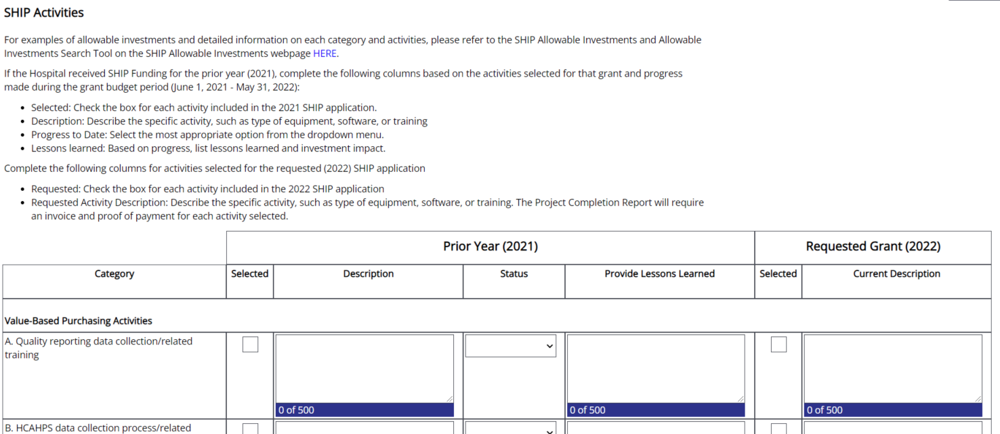 SHIP Activities
For examples of allowable investments and detailed information on each category and activities, please refer to the SHIP Allowable Investments and Allowable
Investments Search Tool on the SHIP Allowable Investments webpage HERE.
If the Hospital received SHIP Funding for the prior year (2021), complete the following columns based on the activities selected for that grant and progress
made during the grant budget period (June 1, 2021 - May 31, 2022):
• Selected: Check the box for each activity included in the 2021 SHIP application.
• Description: Describe the specific activity, such as type of equipment, software, or training
• Progress to Date: Select the most appropriate option from the dropdown menu.
• Lessons learned: Based on progress, list lessons learned and investment impact.
Complete the following columns for activities selected for the requested (2022) SHIP application
• Requested: Check the box for each activity included in the 2022 SHIP application
• Requested Activity Description: Describe the specific activity, such as type of equipment, software, or training. The Project Completion Report will require
an invoice and proof of payment for each activity selected.
Prior Year (2021) Requested Grant (2022)
Category Selected Description Status Provide Lessons Learned Selected Current Description
Value-Based Purchasing Activities
A. Quality reporting data collection/related
training
0 of 500 0 of 500 0 of 500
B. HCAHPS data collection process/related